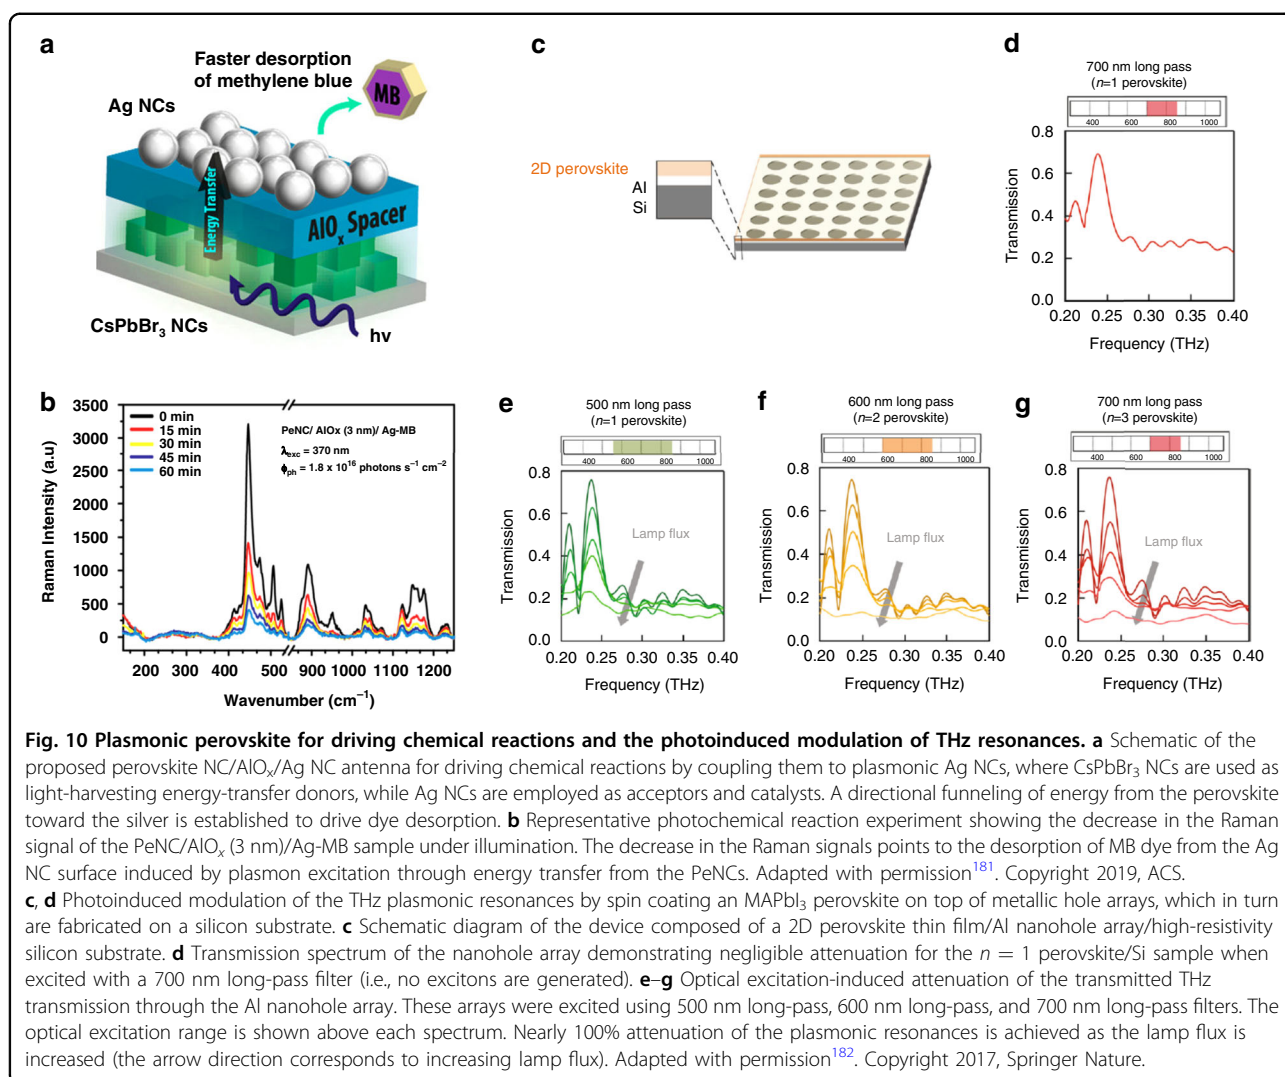 a
Faster desorption
of methylene blue
MB
Ag NCs
Energy Transfer
AlOx Spacer
CsPbBr3 NCs
hv
c
2D perovskite
Al
Si
d
700 nm long pass
(n=1 perovskite)
400 600 800 1000
0.8
0.6
0.4
0.2
0.0
Transmission
0.20 0.25 0.30 0.35 0.40
Frequency (THz)
b
3500
3000
2500
2000
1500
1000
500
0
Raman Intensity (a.u)
0 min
15 min
30 min
45 min
60 min
PeNC/ AlOx (3 nm)/ Ag-MB
λexc = 370 nm
ϕph = 1.8 x 10^16 photons s−1 cm−2
200 300 400 500 900 1000 1100 1200
Wavenumber (cm−1)
e
500 nm long pass
(n=1 perovskite)
400 600 800 1000
0.8
0.6
0.4
0.2
0.0
Transmission
Lamp flux
0.20 0.25 0.30 0.35 0.40
Frequency (THz)
f
600 nm long pass
(n=2 perovskite)
400 600 800 1000
0.8
0.6
0.4
0.2
0.0
Transmission
Lamp flux
0.20 0.25 0.30 0.35 0.40
Frequency (THz)
g
700 nm long pass
(n=3 perovskite)
400 600 800 1000
0.8
0.6
0.4
0.2
0.0
Transmission
Lamp flux
0.20 0.25 0.30 0.35 0.40
Frequency (THz)
Fig. 10 Plasmonic perovskite for driving chemical reactions and the photoinduced modulation of THz resonances. a Schematic of the
proposed perovskite NC/AlOx/Ag NC antenna for driving chemical reactions by coupling them to plasmonic Ag NCs, where CsPbBr3 NCs are used as
light-harvesting energy-transfer donors, while Ag NCs are employed as acceptors and catalysts. A directional funneling of energy from the perovskite
toward the silver is established to drive dye desorption. b Representative photochemical reaction experiment showing the decrease in the Raman
signal of the PeNC/AlOx (3 nm)/Ag-MB sample under illumination. The decrease in the Raman signals points to the desorption of MB dye from the Ag
NC surface induced by plasmon excitation through energy transfer from the PeNCs. Adapted with permission181. Copyright 2019, ACS.
c, d Photoinduced modulation of the THz plasmonic resonances by spin coating an MAPbI3 perovskite on top of metallic hole arrays, which in turn
are fabricated on a silicon substrate. c Schematic diagram of the device composed of a 2D perovskite thin film/Al nanohole array/high-resistivity
silicon substrate. d Transmission spectrum of the nanohole array demonstrating negligible attenuation for the n = 1 perovskite/Si sample when
excited with a 700 nm long-pass filter (i.e., no excitons are generated). e–g Optical excitation-induced attenuation of the transmitted THz
transmission through the Al nanohole array. These arrays were excited using 500 nm long-pass, 600 nm long-pass, and 700 nm long-pass filters. The
optical excitation range is shown above each spectrum. Nearly 100% attenuation of the plasmonic resonances is achieved as the lamp flux is
increased (the arrow direction corresponds to increasing lamp flux). Adapted with permission182. Copyright 2017, Springer Nature.